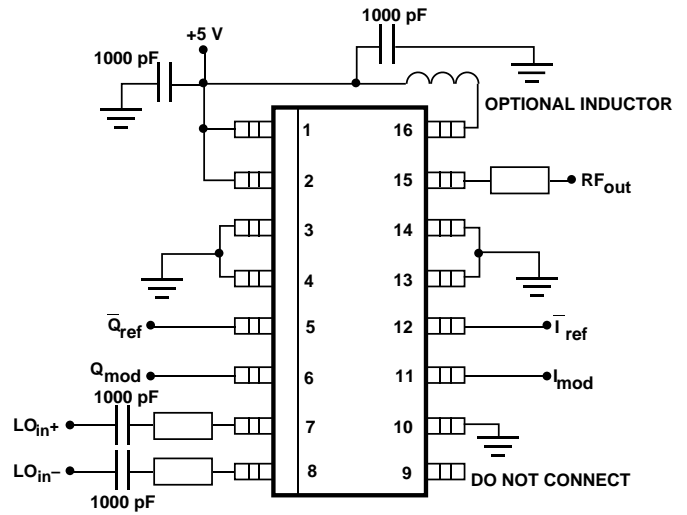 1000 pF
+5 V
1000 pF
OPTIONAL INDUCTOR
1
16
2
15
RFout
3
14
4
13
Q̅ref
5
12
I̅ref
Qmod
6
11
Imod
1000 pF
LOin+
7
10
LOin–
8
9
DO NOT CONNECT
1000 pF